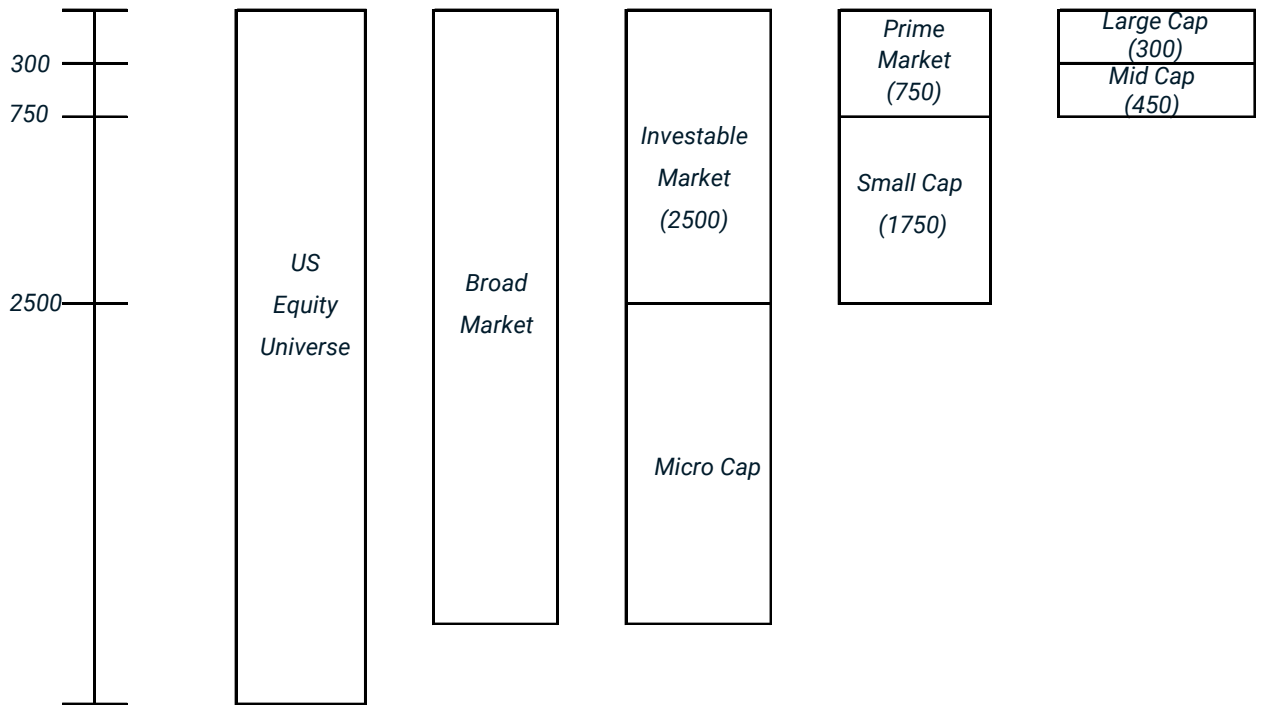 300
750
2500
US
Equity
Universe
Broad
Market
Investable
Market
(2500)
Micro Cap
Prime
Market
(750)
Small Cap
(1750)
Large Cap
(300)
Mid Cap
(450)